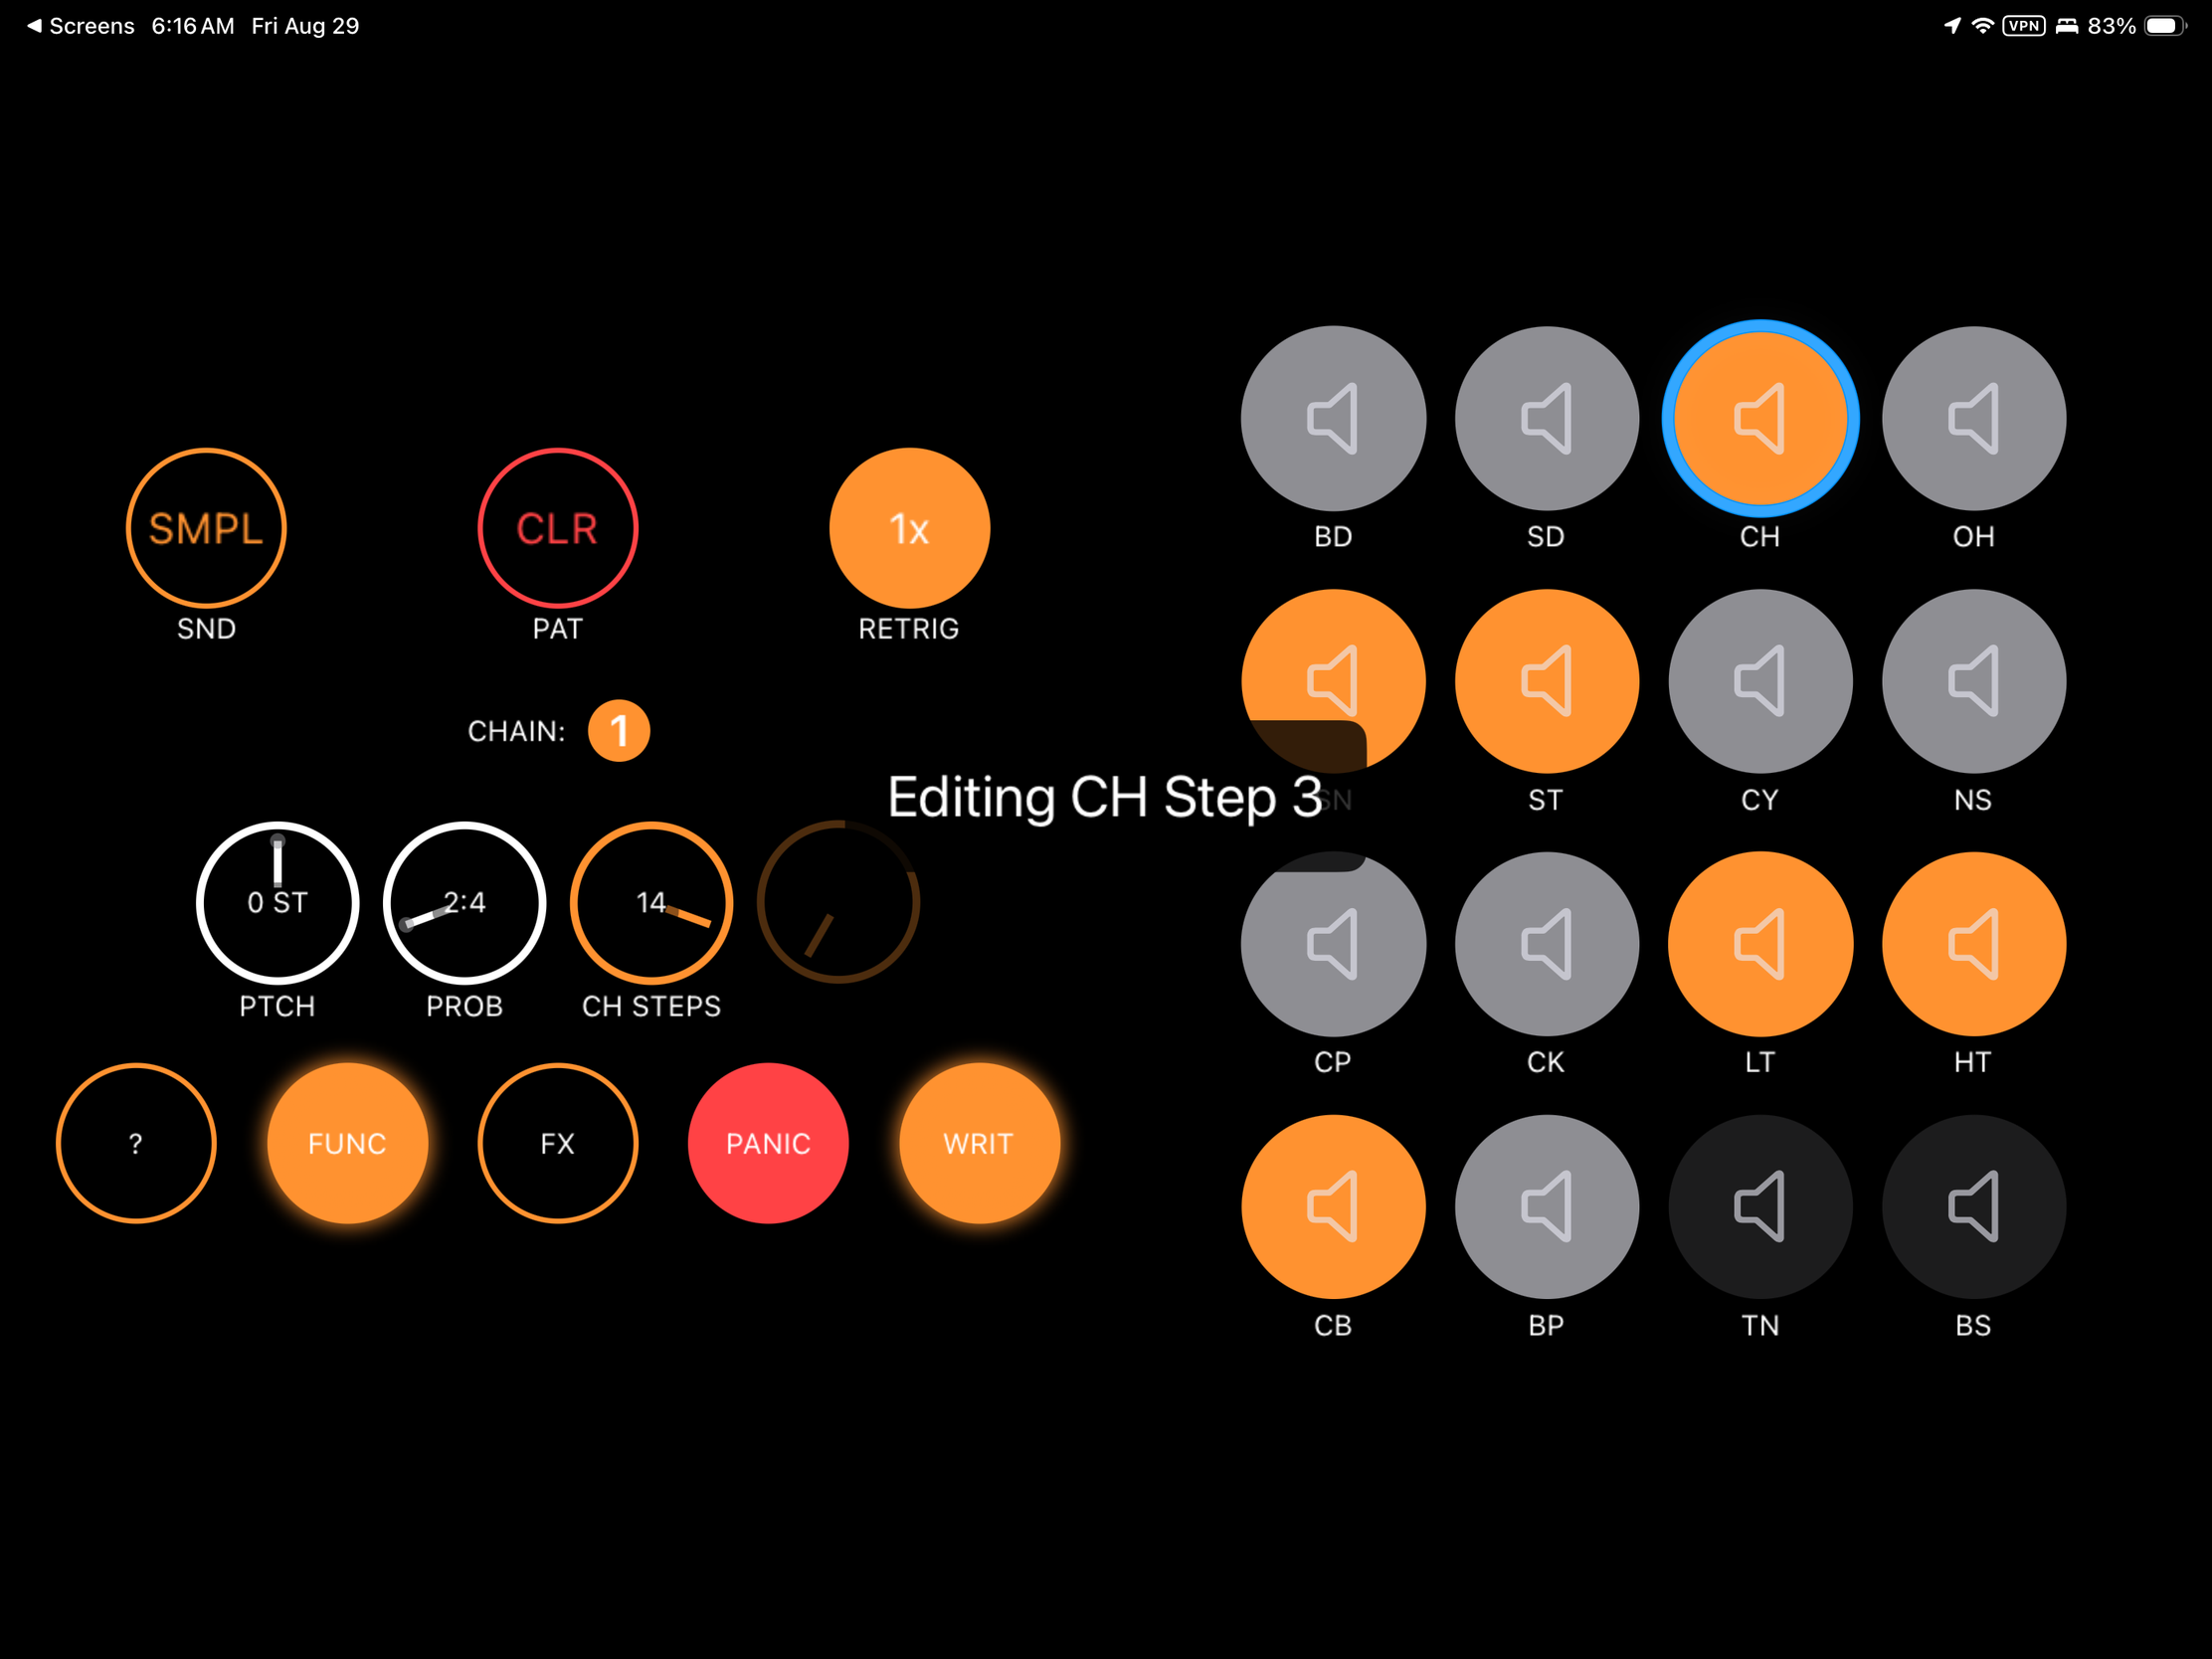 Screens 6:16 AM Fri Aug 29
VPN 83%
SMPL
SND
CLR
PAT
1x
RETRIG
CHAIN: 1
Editing CH Step 3
0 ST
PTCH
2:4
PROB
14
CH STEPS
?
FUNC
FX
PANIC
WRIT
BD SD CH OH
SN ST CY NS
CP CK LT HT
CB BP TN BS